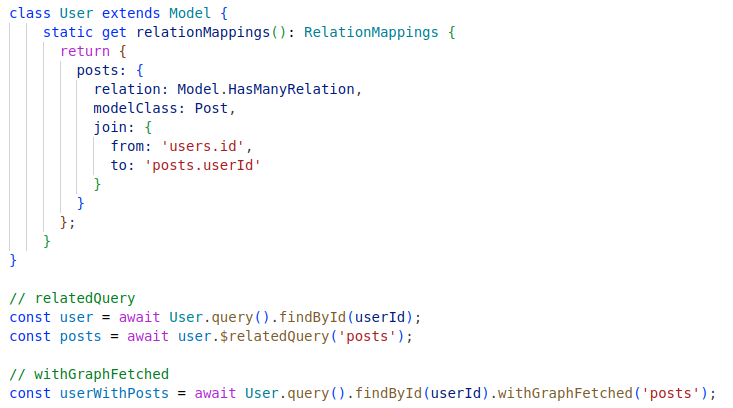 class User extends Model {
    static get relationMappings(): RelationMappings {
      return {
        posts: {
          relation: Model.HasManyRelation,
          modelClass: Post,
          join: {
            from: 'users.id',
            to: 'posts.userId'
          }
        }
      };
    }
}

// relatedQuery
const user = await User.query().findById(userId);
const posts = await user.$relatedQuery('posts');

// withGraphFetched
const userWithPosts = await User.query().findById(userId).withGraphFetched('posts');